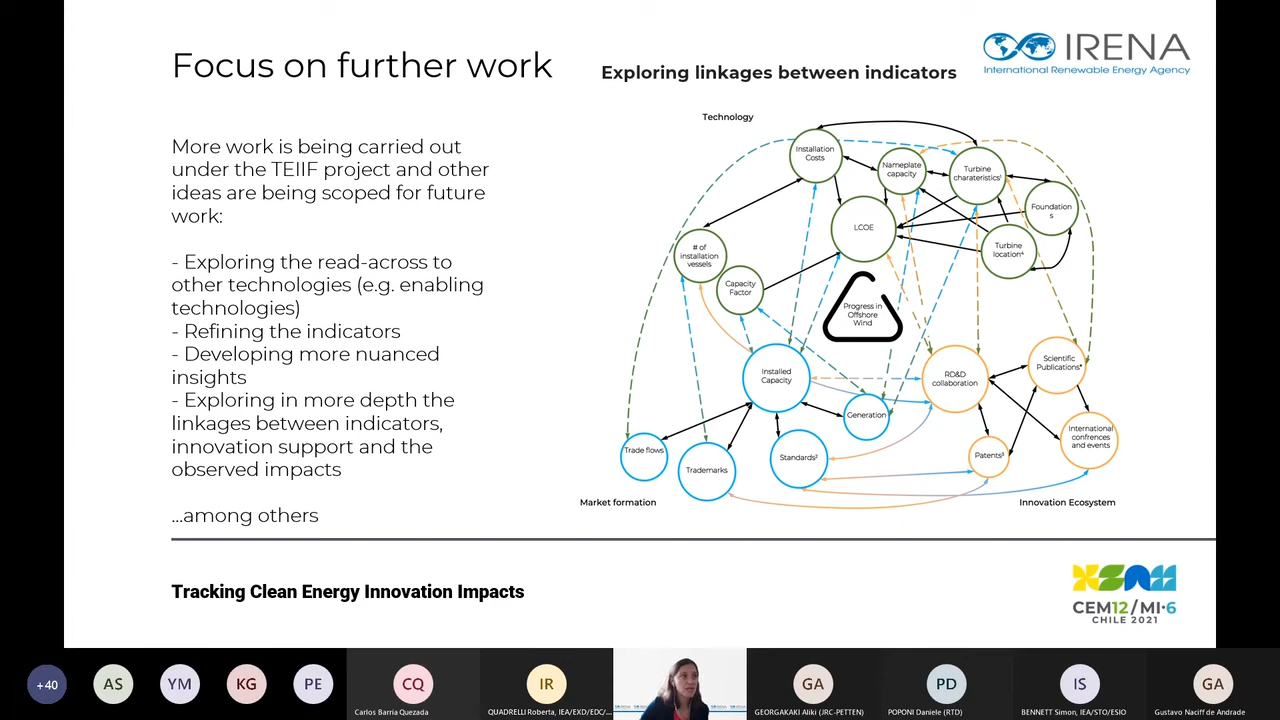 Focus on further work
IRENA
International Renewable Energy Agency
Exploring linkages between indicators
More work is being carried out
under the TEIIF project and other
ideas are being scoped for future
work:
- Exploring the read-across to
other technologies (e.g. enabling
technologies)
- Refining the indicators
- Developing more nuanced
insights
- Exploring in more depth the
linkages between indicators,
innovation support and the
observed impacts
...among others
Technology
Installation
Costs
Nameplate
capacity
Turbine
charateristics¹
Foundation
s
LCOE
Turbine
location⁴
# of
installation
vessels
Capacity
Factor
Progress in
Offshore
Wind
Installed
Capacity
RD&D
collaboration
Scientific
Publications⁴
Generation
International
confrences
and events
Trade flows
Trademarks
Standards²
Patents³
Market formation
Innovation Ecosystem
Tracking Clean Energy Innovation Impacts
CEM12/MI·6
CHILE 2021
+40
AS
YM
KG
PE
CQ
Carlos Barria Quezada
IR
QUADRELLI Roberta, IEA/EXD/EDC/...
GA
GEORGAKAKI Aliki (JRC-PETTEN)
PD
POPONI Daniele (RTD)
IS
BENNETT Simon, IEA/STO/ESIO
GA
Gustavo Naciff de Andrade